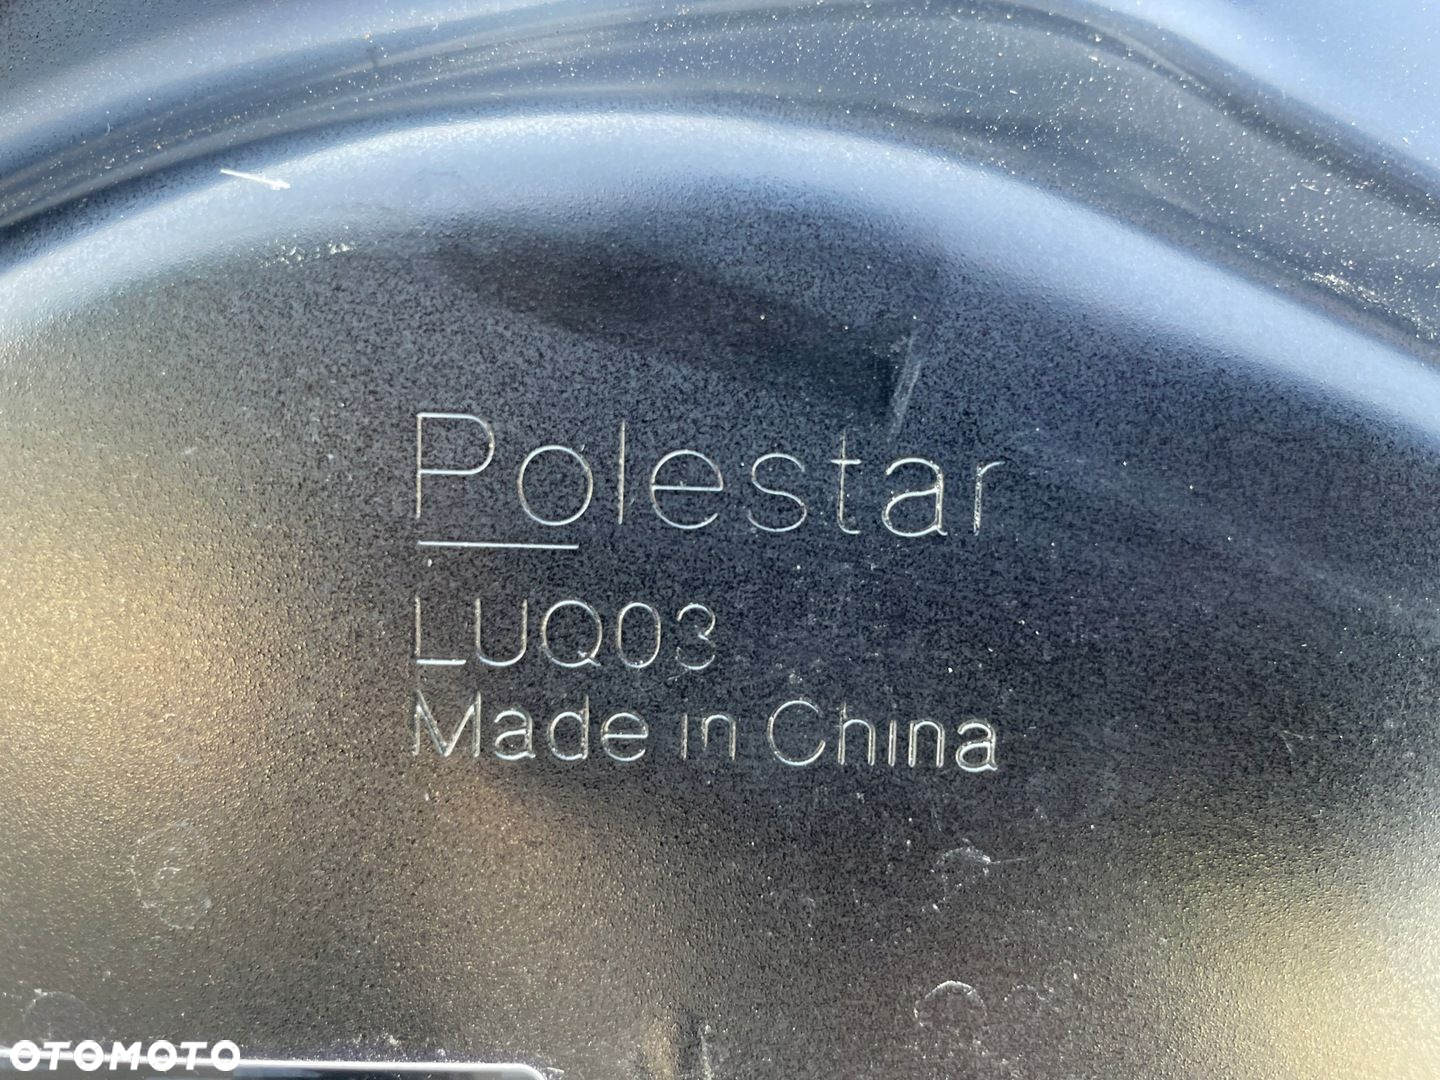 Polestar
LUQ03
Made in China
OTOMOTO